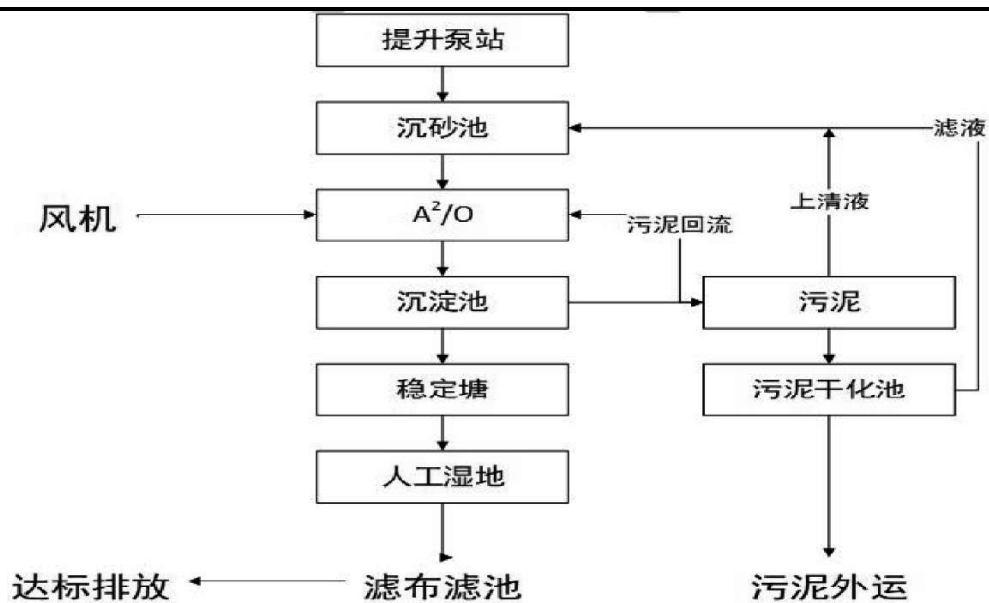 提升泵站
沉砂池
滤液
风机
A²/O
污泥回流
上清液
沉淀池
污泥
稳定塘
污泥干化池
人工湿地
达标排放
滤布滤池
污泥外运